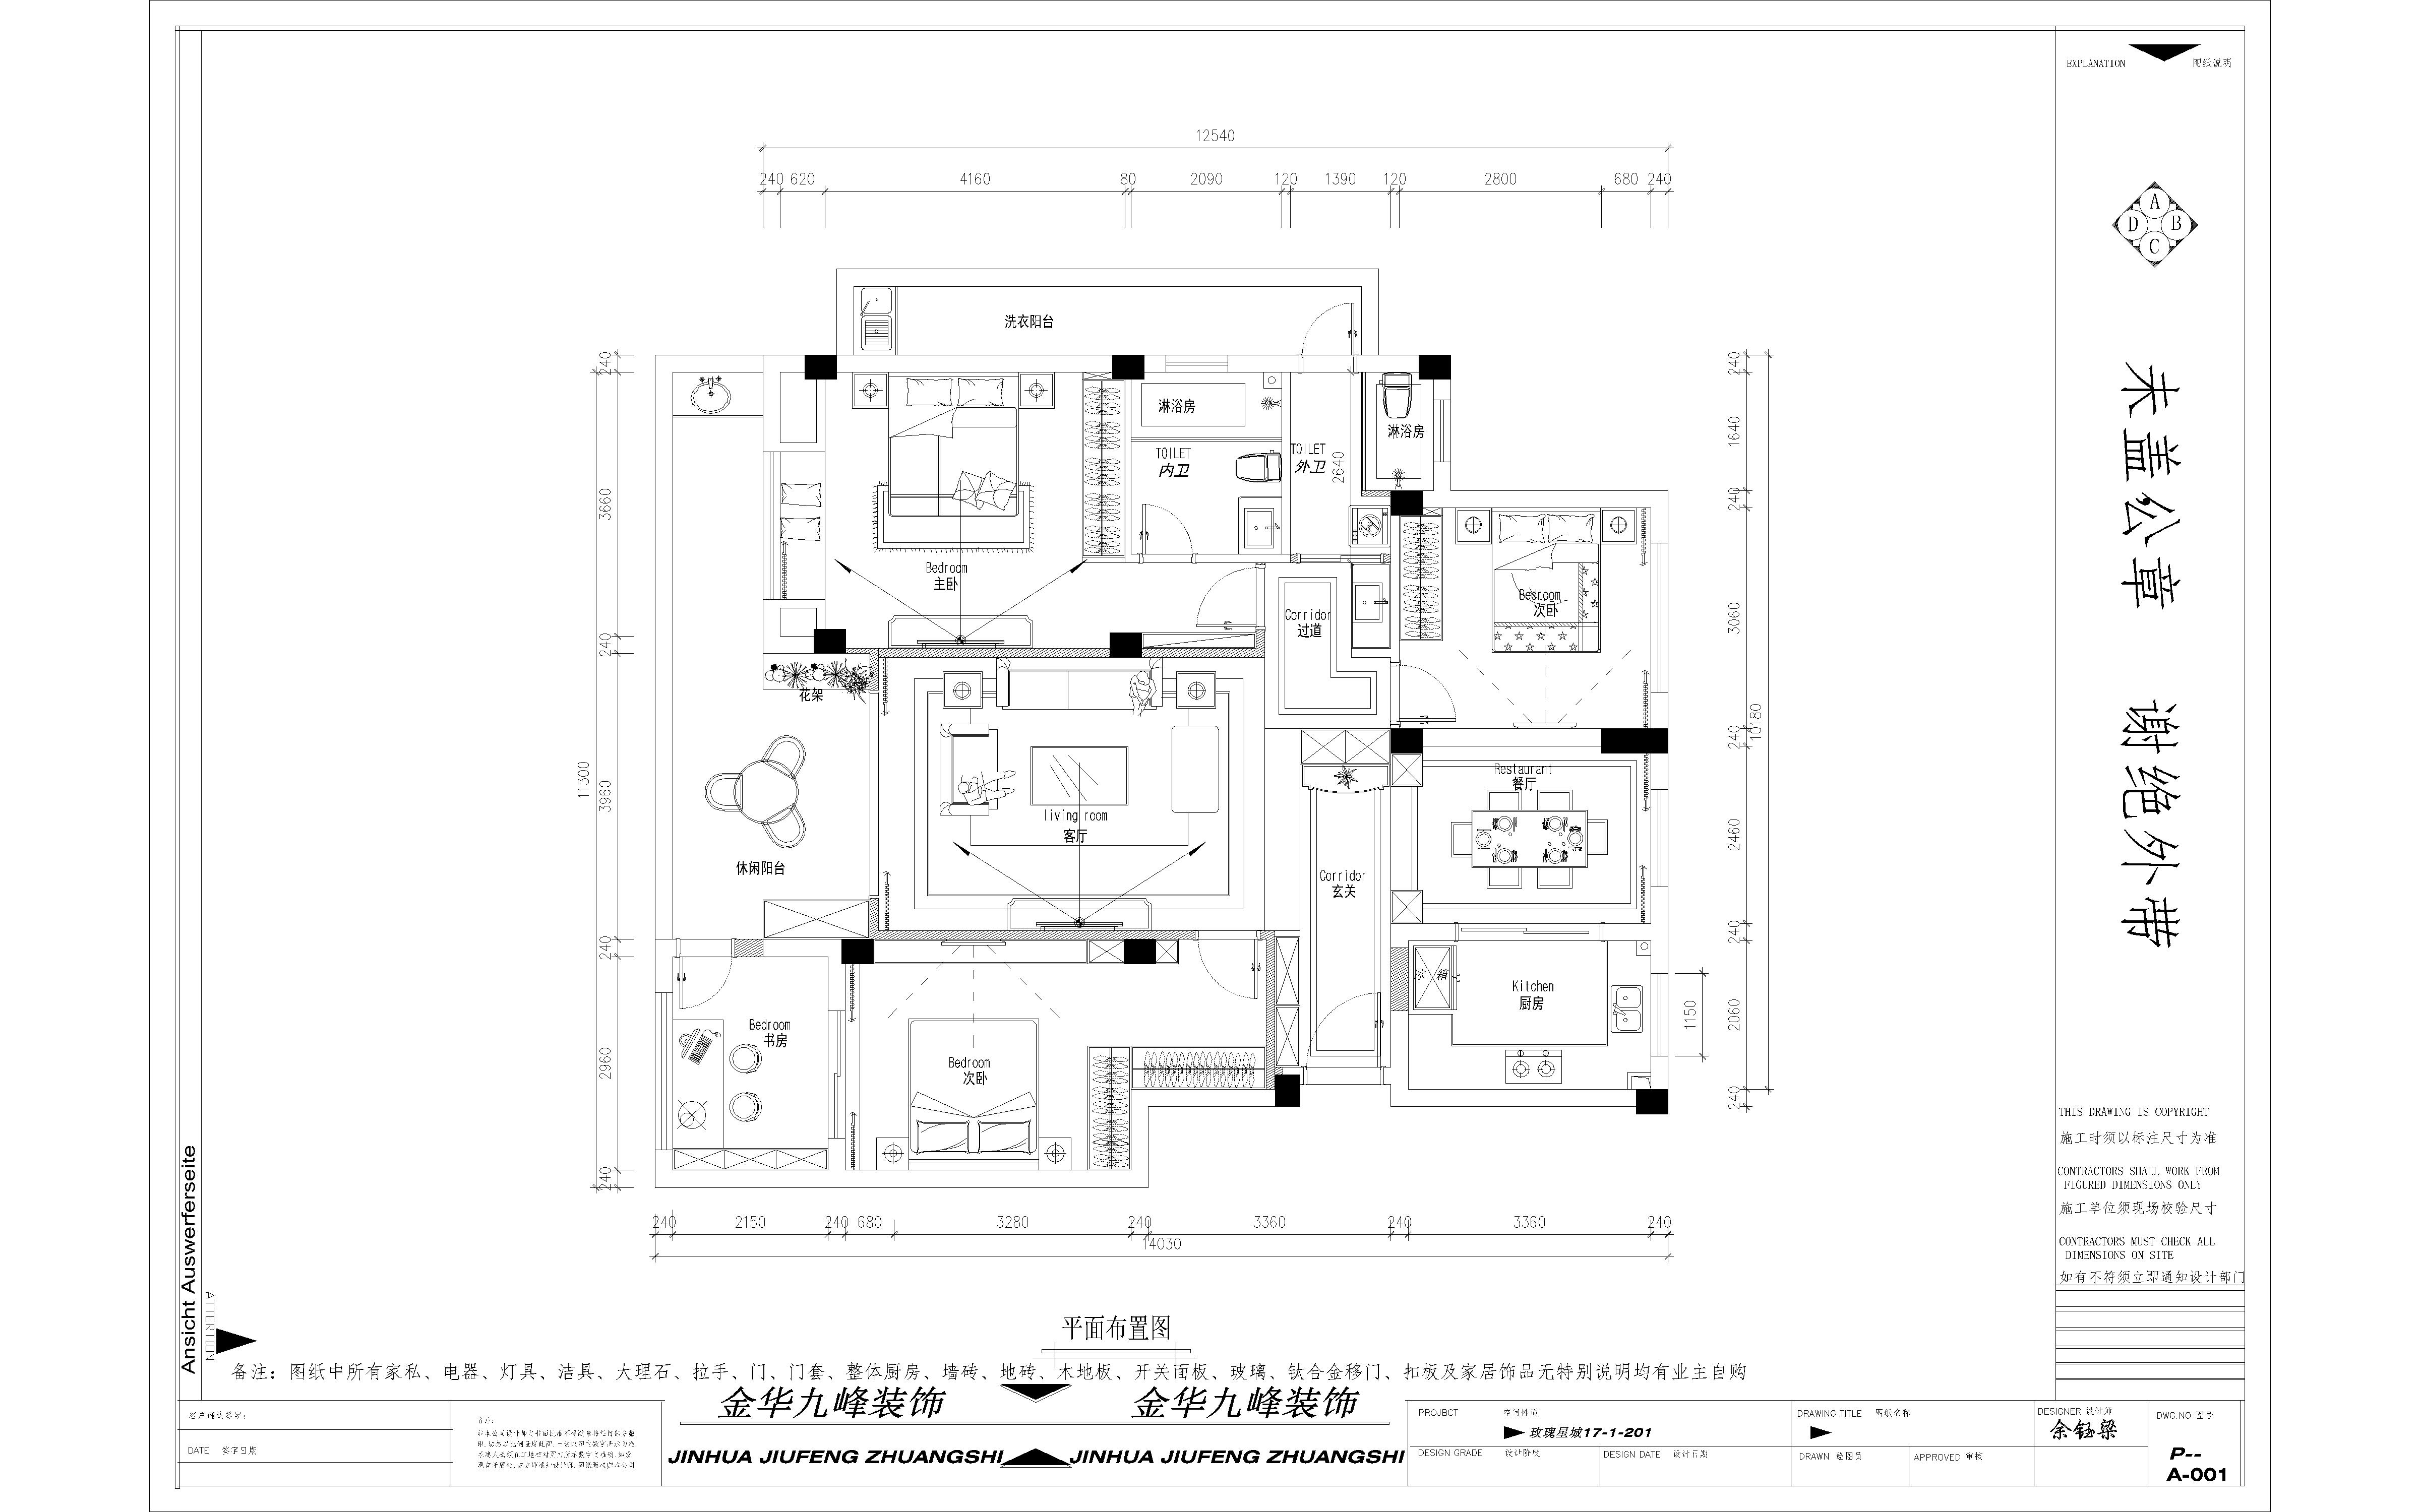 EXPLANATION 图纸说明
12540
240 620 4160 80 2090 120 1390 120 2800 680 240
A
D B
C
未盖公章 谢绝外带
洗衣阳台
淋浴房
淋浴房
TOILET
内卫
TOILET
外卫
2640
Bedroom
主卧
Bedroom
次卧
Corridor
过道
花架
living room
客厅
Restaurant
餐厅
休闲阳台
Corridor
玄关
冰箱
Kitchen
厨房
Bedroom
书房
Bedroom
次卧
240
3660
240
3960
240
2960
240
11300
240
1640
240
3060
240
2460
240
2060
240
10180
1150
240 2150 240 680 3280 240 3360 240 3360 240
14030
平面布置图
备注：图纸中所有家私、电器、灯具、洁具、大理石、拉手、门、门套、整体厨房、墙砖、地砖、木地板、开关面板、玻璃、钛合金移门、扣板及家居饰品无特别说明均有业主自购
Ansicht Auswerferseite
ATTERTION
THIS DRAWING IS COPYRIGHT
施工时须以标注尺寸为准
CONTRACTORS SHALL WORK FROM
FIGURED DIMENSIONS ONLY
施工单位须现场校验尺寸
CONTRACTORS MUST CHECK ALL
DIMENSIONS ON SITE
如有不符须立即通知设计部门
客户确认签字：
DATE 签字日期
金华九峰装饰 金华九峰装饰
JINHUA JIUFENG ZHUANGSHI JINHUA JIUFENG ZHUANGSHI
PROJBCT
玫瑰星城17-1-201
DESIGN GRADE 设计阶段
DESIGN DATE 设计日期
DRAWING TITLE 图纸名称
DRAWN 绘图员
APPROVED 审核
DESIGNER 设计师
余钰梁
DWG.NO 图号
P--
A-001